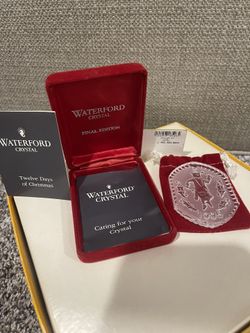 WATERFORD
CRYSTAL
Twelve Days
of Christmas
WATERFORD
CRYSTAL
FINAL EDITION
WATERFORD
CRYSTAL
Caring for your
Crystal